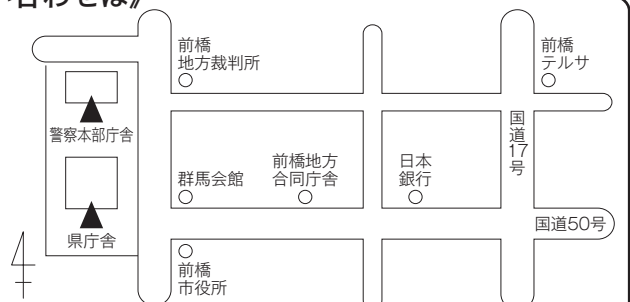 合わせは》
前橋
地方裁判所
前橋
テルサ
警察本部庁舎
国道17号
群馬会館
前橋地方
合同庁舎
日本
銀行
県庁舎
国道50号
前橋
市役所